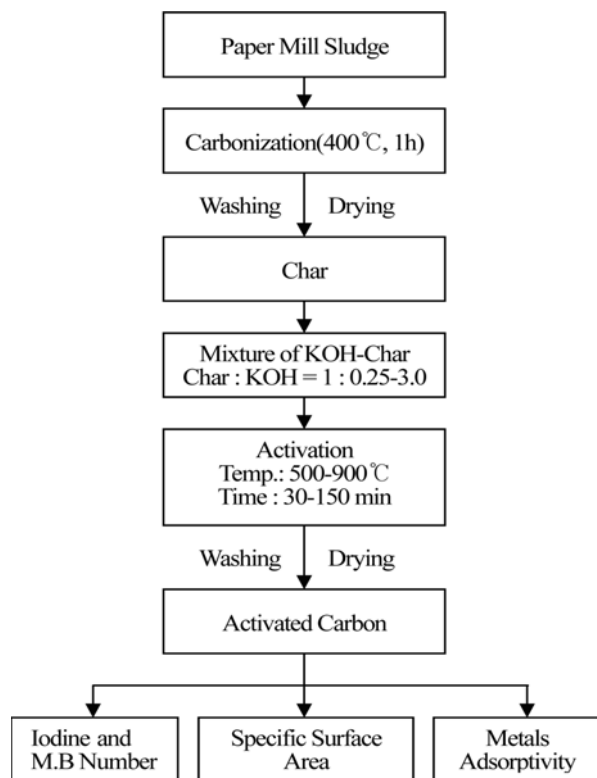 Paper Mill Sludge
Carbonization(400℃, 1h)
Washing Drying
Char
Mixture of KOH-Char
Char : KOH = 1 : 0.25-3.0
Activation
Temp.: 500-900℃
Time : 30-150 min
Washing Drying
Activated Carbon
Iodine and
M.B Number
Specific Surface
Area
Metals
Adsorptivity